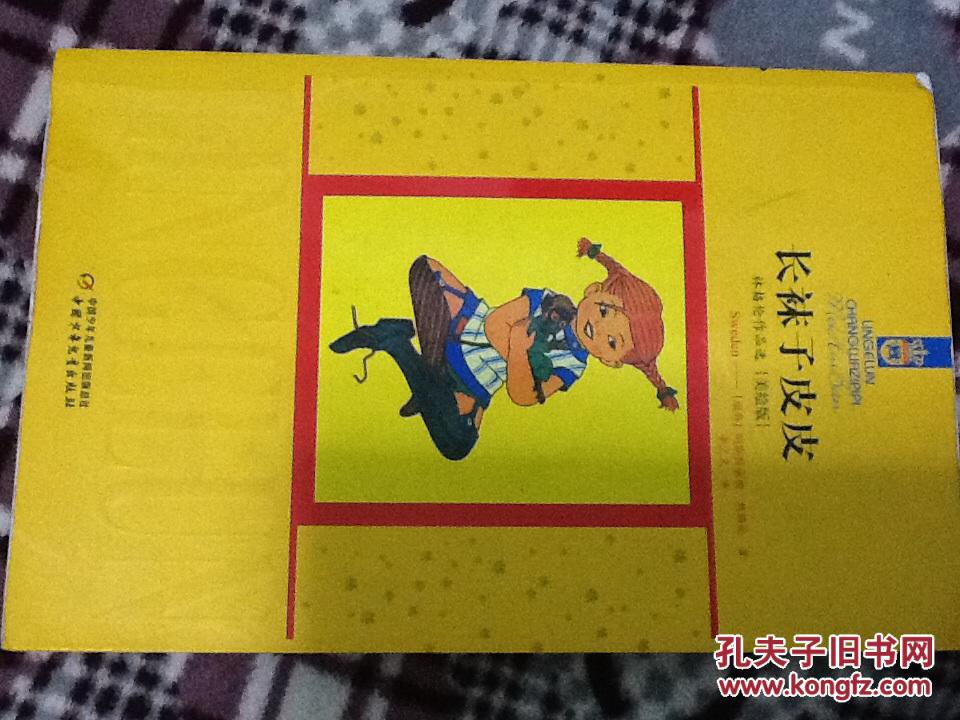 LINGELUN
CHANGWAZIPIPI
长袜子皮皮
林格伦作品选［美绘版］
Sweden
中国少年儿童新闻出版总社
中国少年儿童出版社
孔夫子旧书网
www.kongfz.com